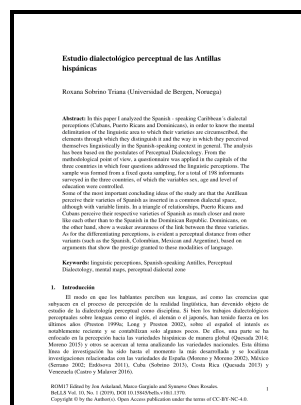 Estudio dialectológico perceptual de las Antillas
hispánicas
Roxana Sobrino Triana (Universidad de Bergen, Noruega)
Abstract: In this paper I analyzed the Spanish - speaking Caribbean's dialectal
perceptions (Cubans, Puerto Ricans and Dominicans), in order to know the mental
delimitation of the linguistic area to which their varieties are circumscribed, the
elements through which they distinguish it and the way in which they perceived
themselves linguistically in the Spanish-speaking context in general. The analysis
has been based on the postulates of Perceptual Dialectology. From the
methodological point of view, a questionnaire was applied in the capitals of the
three countries in which four questions addressed the linguistic perceptions. The
sample was formed from a fixed quota sampling, for a total of 198 informants
surveyed in the three countries, of which the variables sex, age and level of
education were controlled.
Some of the most important concluding ideas of the study are that the Antillean
perceive their varieties of Spanish as inserted in a common dialectal space,
although with variable limits. In a triangle of relationships, Puerto Ricans and
Cubans perceive their respective varieties of Spanish as much closer and more
like each other than to the Spanish in the Dominican Republic. Dominicans, on
the other hand, show a weaker awareness of the link between the three varieties.
As for the differentiating perceptions, is evident a perceptual distance from other
variants (such as the Spanish, Colombian, Mexican and Argentine), based on
arguments that show the prestige granted to these modalities of language.
Keywords: linguistic perceptions, Spanish-speaking Antilles, Perceptual
Dialectology, mental maps, perceptual dialectal zone
1. Introducción
El modo en que los hablantes perciben sus lenguas, así como las creencias que
subyacen en el proceso de percepción de la realidad lingüística, han devenido objeto de
estudio de la dialectología perceptual como disciplina. Si bien los trabajos dialectológicos
perceptuales sobre lenguas como el inglés, el alemán o el japonés, han tenido fuerza en los
últimos años (Preston 1999a; Long y Preston 2002), sobre el español el interés es
notablemente reciente y se contabilizan solo algunos pocos. De ellos, una parte se ha
enfocado en la percepción hacia las variedades hispánicas de manera global (Quesada 2014;
Moreno 2015) y otros se acercan al tema analizando las variedades nacionales. Esta última
línea de investigación ha sido hasta el momento la más desarrollada y se localizan
investigaciones relacionadas con las variedades de España (Moreno y Moreno 2002), México
(Serrano 2002; Erdösova 2011), Cuba (Sobrino 2013), Costa Rica (Quesada 2013) y
Venezuela (Castro y Malaver 2016).
ROM17 Edited by Jon Askeland, Marco Gargiulo and Synnøve Ones Rosales.
BeLLS Vol. 10, No. 1 (2019), DOI 10.15845/bells.v10i1.1370.
Copyright © by the Author(s). Open Access publication under the terms of CC-BY-NC-4.0.
1